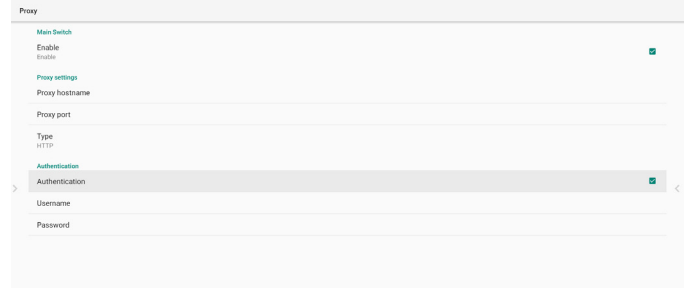 Proxy
Main Switch
Enable
Enable
Proxy settings
Proxy hostname
Proxy port
Type
HTTP
Authentication
Authentication
Username
Password